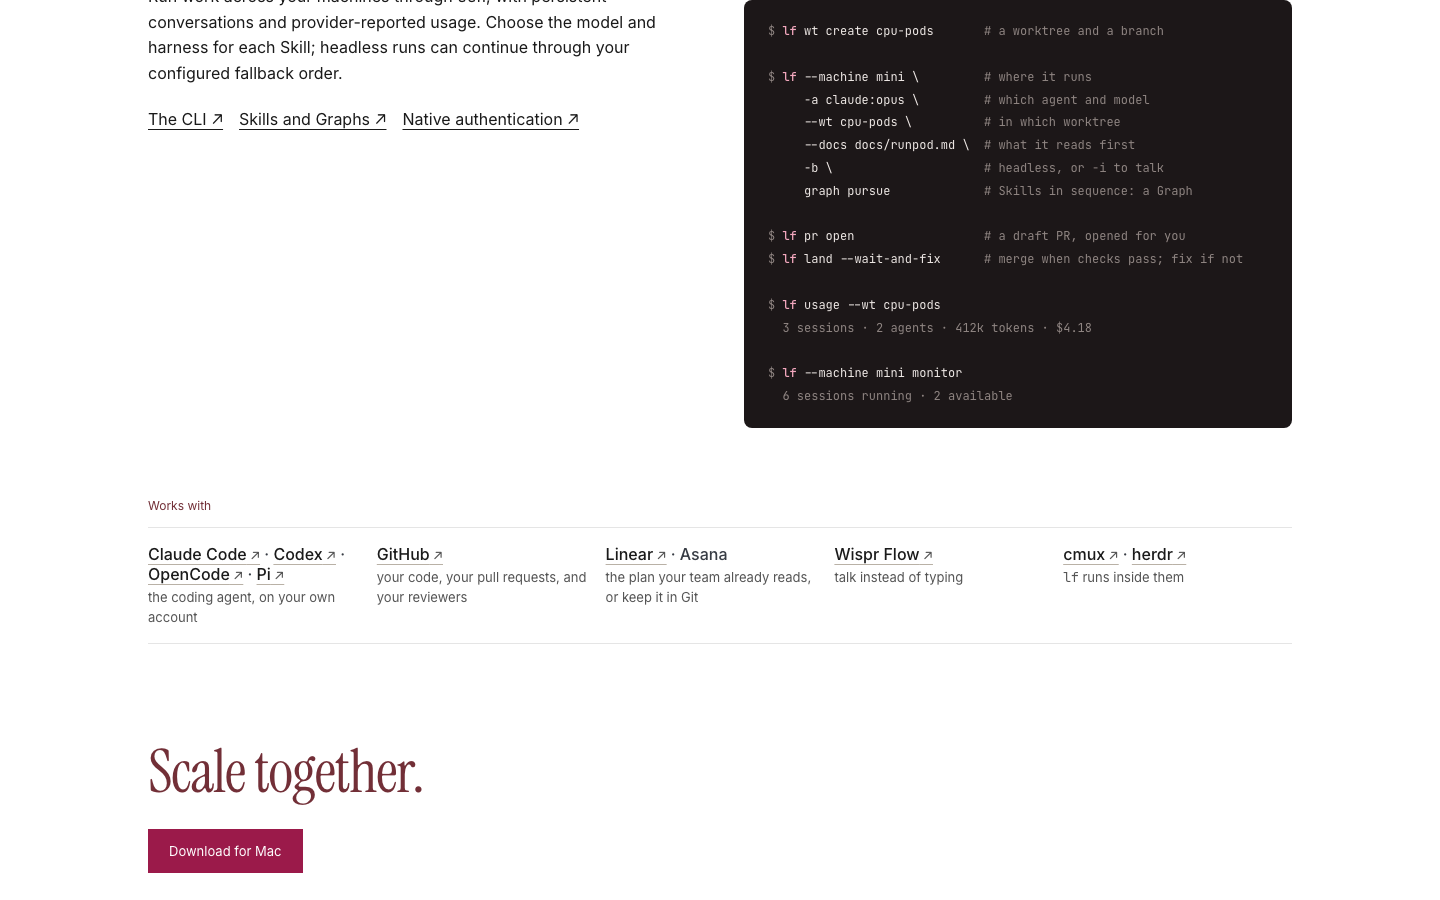 conversations and provider-reported usage. Choose the model and
harness for each Skill; headless runs can continue through your
configured fallback order.
The CLI ↗ Skills and Graphs ↗ Native authentication ↗
$ lf wt create cpu-pods # a worktree and a branch
$ lf --machine mini \ # where it runs
-a claude:opus \ # which agent and model
--wt cpu-pods \ # in which worktree
--docs docs/runpod.md \ # what it reads first
-b \ # headless, or -i to talk
graph pursue # Skills in sequence: a Graph
$ lf pr open # a draft PR, opened for you
$ lf land --wait-and-fix # merge when checks pass; fix if not
$ lf usage --wt cpu-pods
3 sessions · 2 agents · 412k tokens · $4.18
$ lf --machine mini monitor
6 sessions running · 2 available
Works with
Claude Code ↗ · Codex ↗ ·
OpenCode ↗ · Pi ↗
the coding agent, on your own
account
GitHub ↗
your code, your pull requests, and
your reviewers
Linear ↗ · Asana
the plan your team already reads,
or keep it in Git
Wispr Flow ↗
talk instead of typing
cmux ↗ · herdr ↗
lf runs inside them
Scale together.
Download for Mac